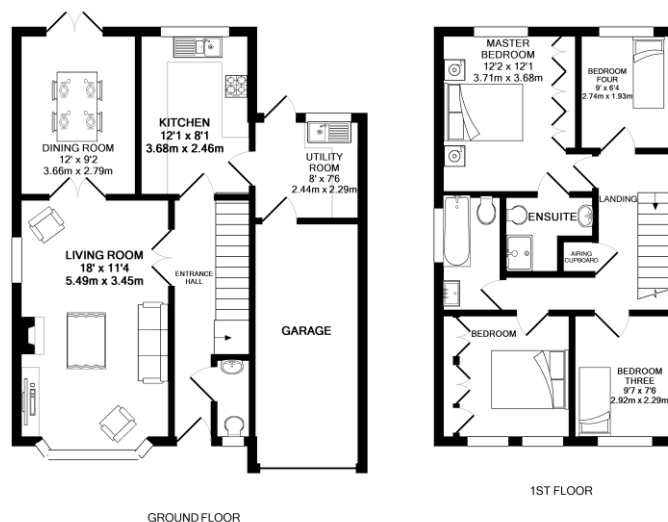 DINING ROOM
12' x 9'2
3.66m x 2.79m
KITCHEN
12'1 x 8'1
3.68m x 2.46m
UTILITY
ROOM
8' x 7'6
2.44m x 2.29m
LIVING ROOM
18' x 11'4
5.49m x 3.45m
ENTRANCE
HALL
GARAGE
GROUND FLOOR
MASTER
BEDROOM
12'2 x 12'1
3.71m x 3.68m
BEDROOM
FOUR
9' x 6'4
2.74m x 1.93m
LANDING
ENSUITE
AIRING
CUPBOARD
BEDROOM
BEDROOM
THREE
9'7 x 7'6
2.92m x 2.29m
1ST FLOOR